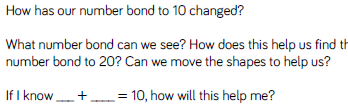 How has our number bond to 10 changed?
What number bond can we see? How does this help us find
number bond to 20? Can we move the shapes to help us?
If I know ___ + ___ = 10, how will this help me?